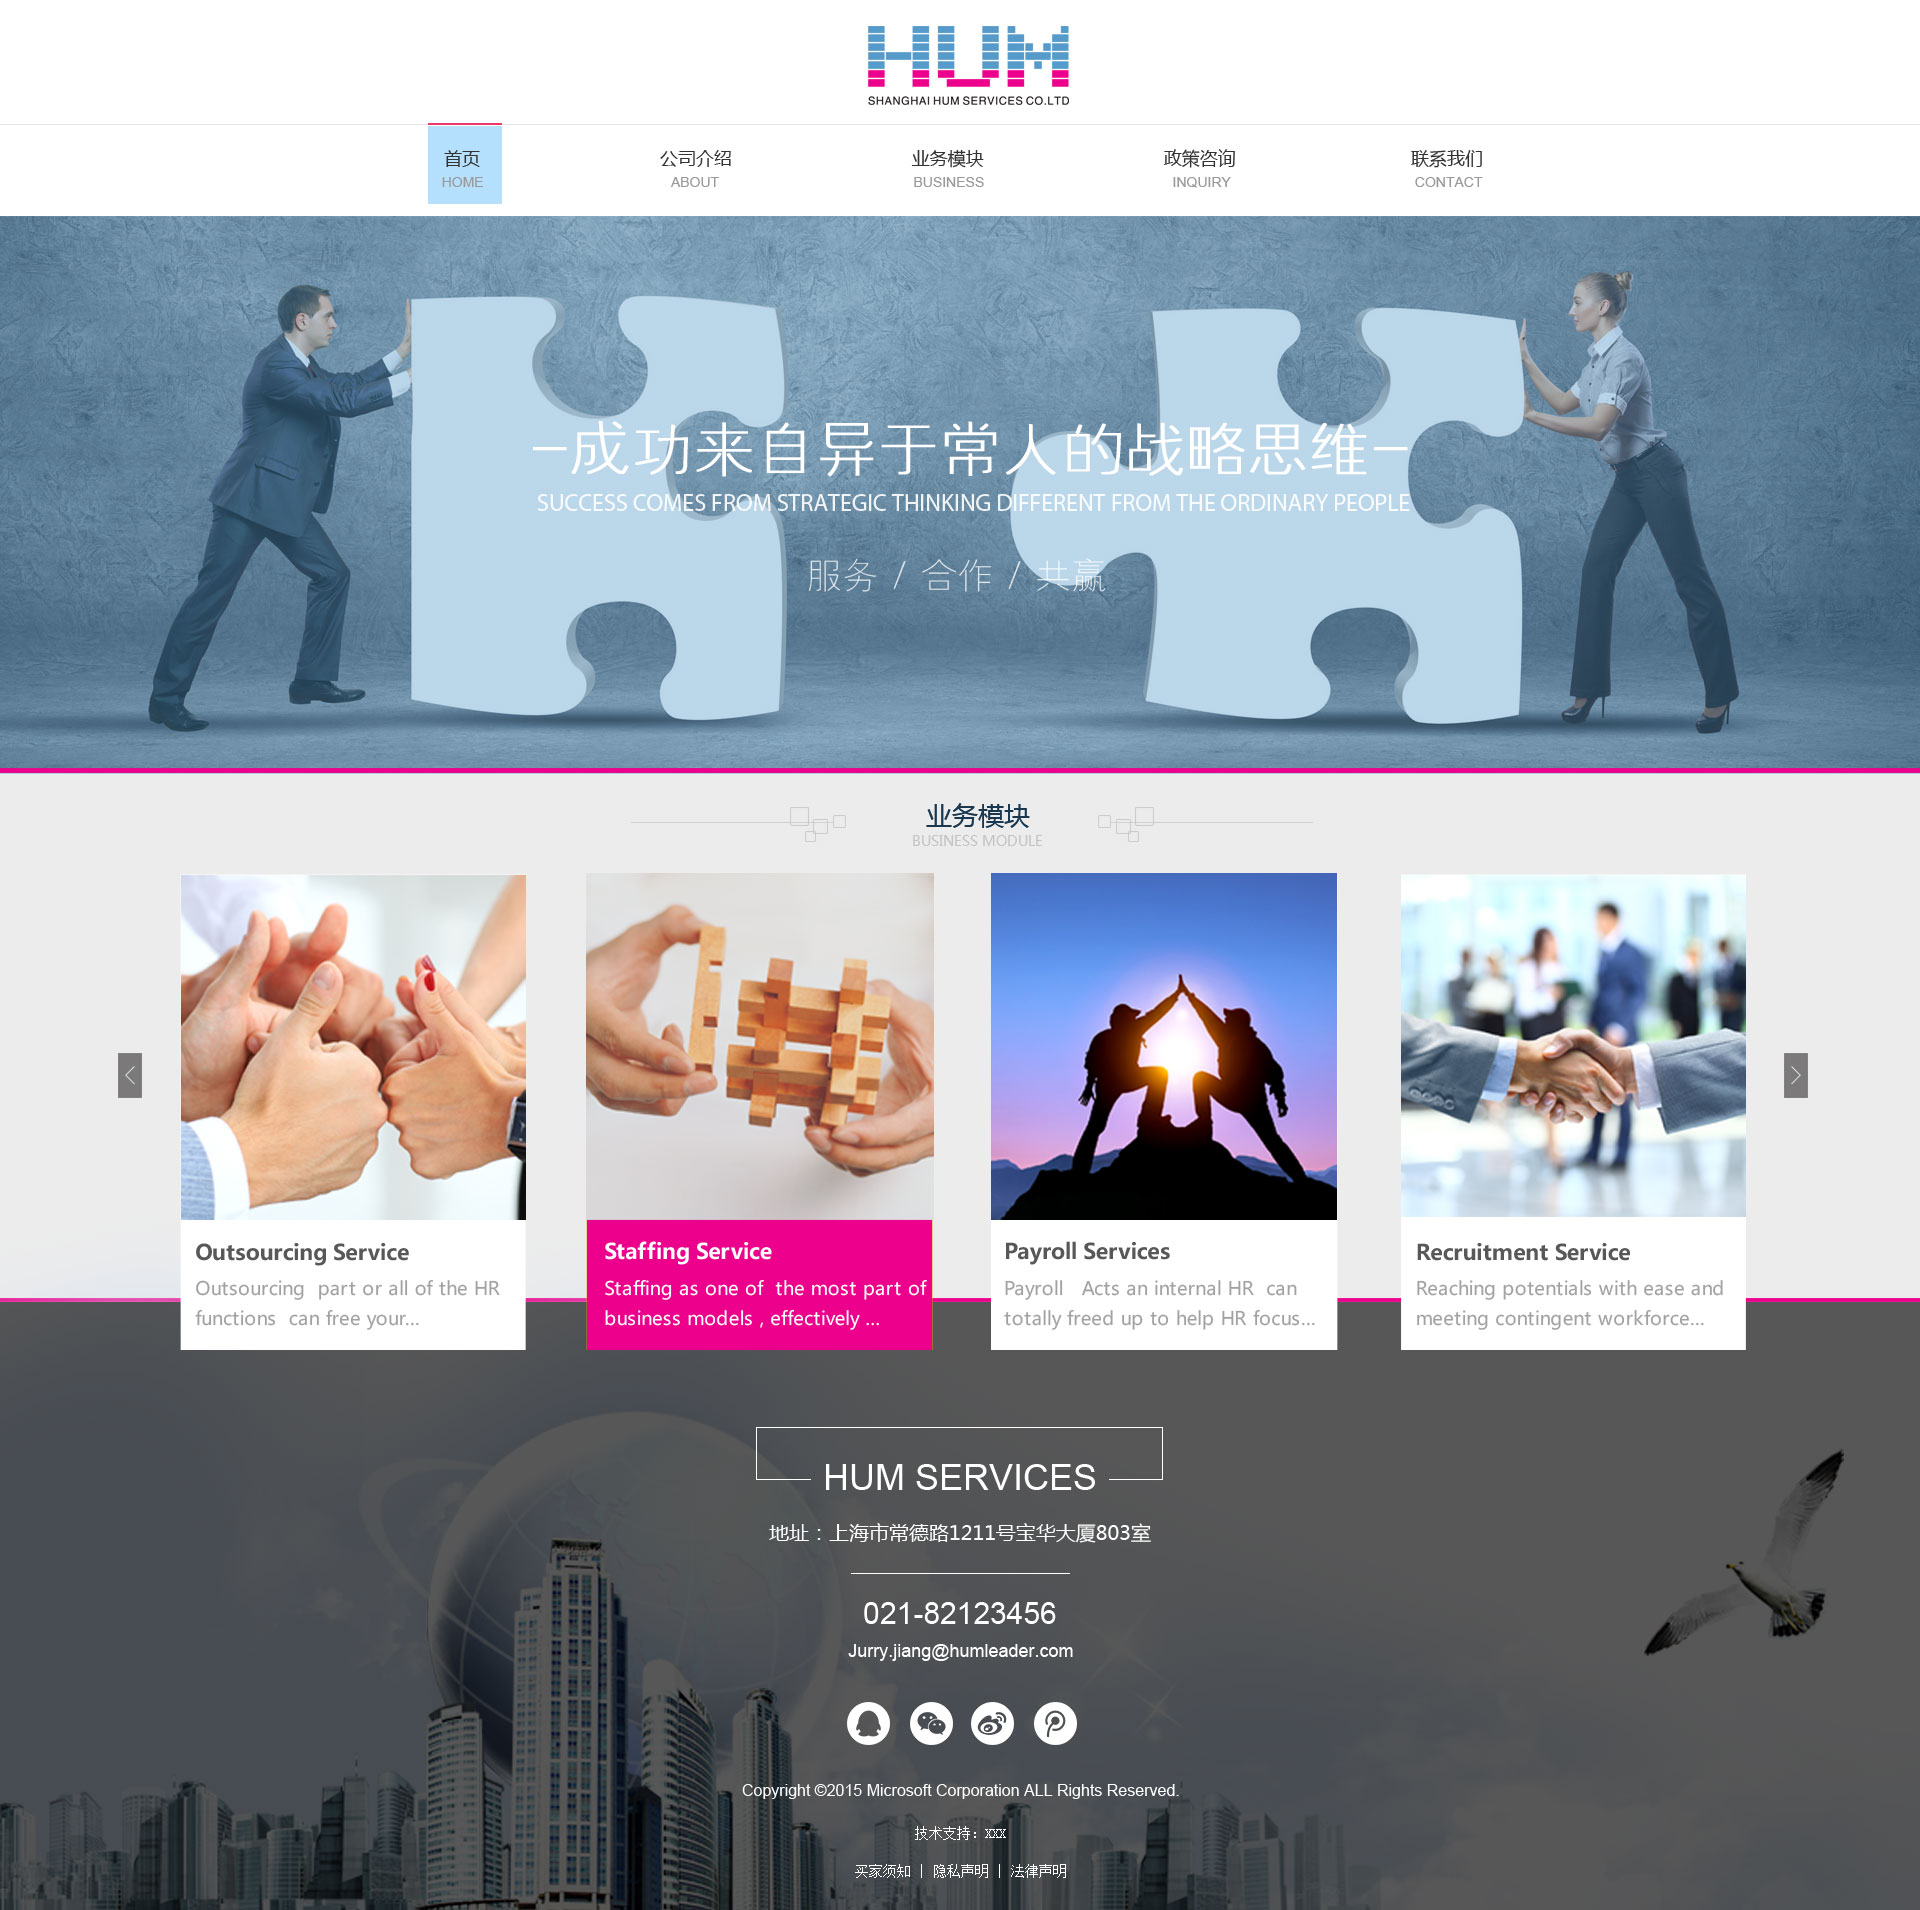 HUM
SHANGHAI HUM SERVICES CO.LTD
首页 公司介绍 业务模块 政策咨询 联系我们
HOME ABOUT BUSINESS INQUIRY CONTACT
—成功来自异于常人的战略思维—
SUCCESS COMES FROM STRATEGIC THINKING DIFFERENT FROM THE ORDINARY PEOPLE
服务 / 合作 / 共赢
业务模块
BUSINESS MODULE
Outsourcing Service
Outsourcing part or all of the HR
functions can free your...
Staffing Service
Staffing as one of the most part of
business models , effectively ...
Payroll Services
Payroll Acts an internal HR can
totally freed up to help HR focus...
Recruitment Service
Reaching potentials with ease and
meeting contingent workforce...
HUM SERVICES
地址：上海市常德路1211号宝华大厦803室
021-82123456
Jurry.jiang@humleader.com
Copyright ©2015 Microsoft Corporation ALL Rights Reserved.
技术支持：XXX
买家须知 | 隐私声明 | 法律声明